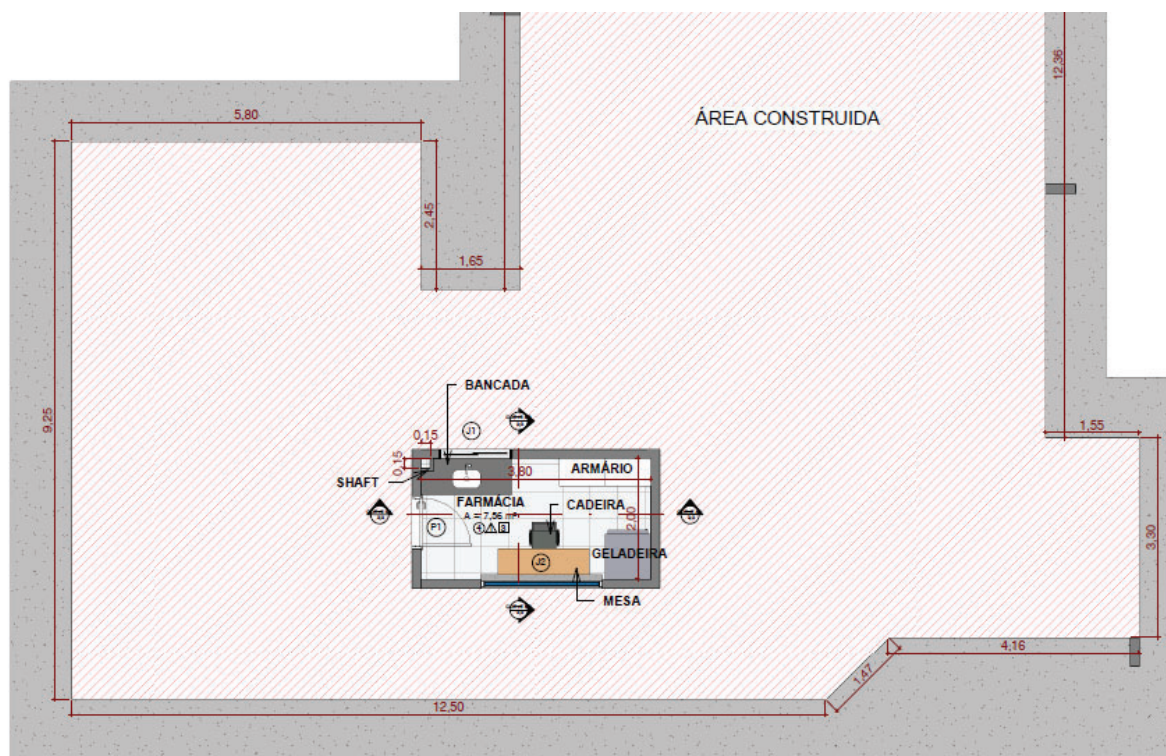 12,36
5,80
ÁREA CONSTRUIDA
2,45
1,65
9,25
BANCADA
J1
0,15
1,55
0,15
3,80
ARMÁRIO
SHAFT
FARMÁCIA
A = 7,56 m²
CADEIRA
P1
4
2,00
3,30
GELADEIRA
J2
MESA
4,16
1,47
12,50